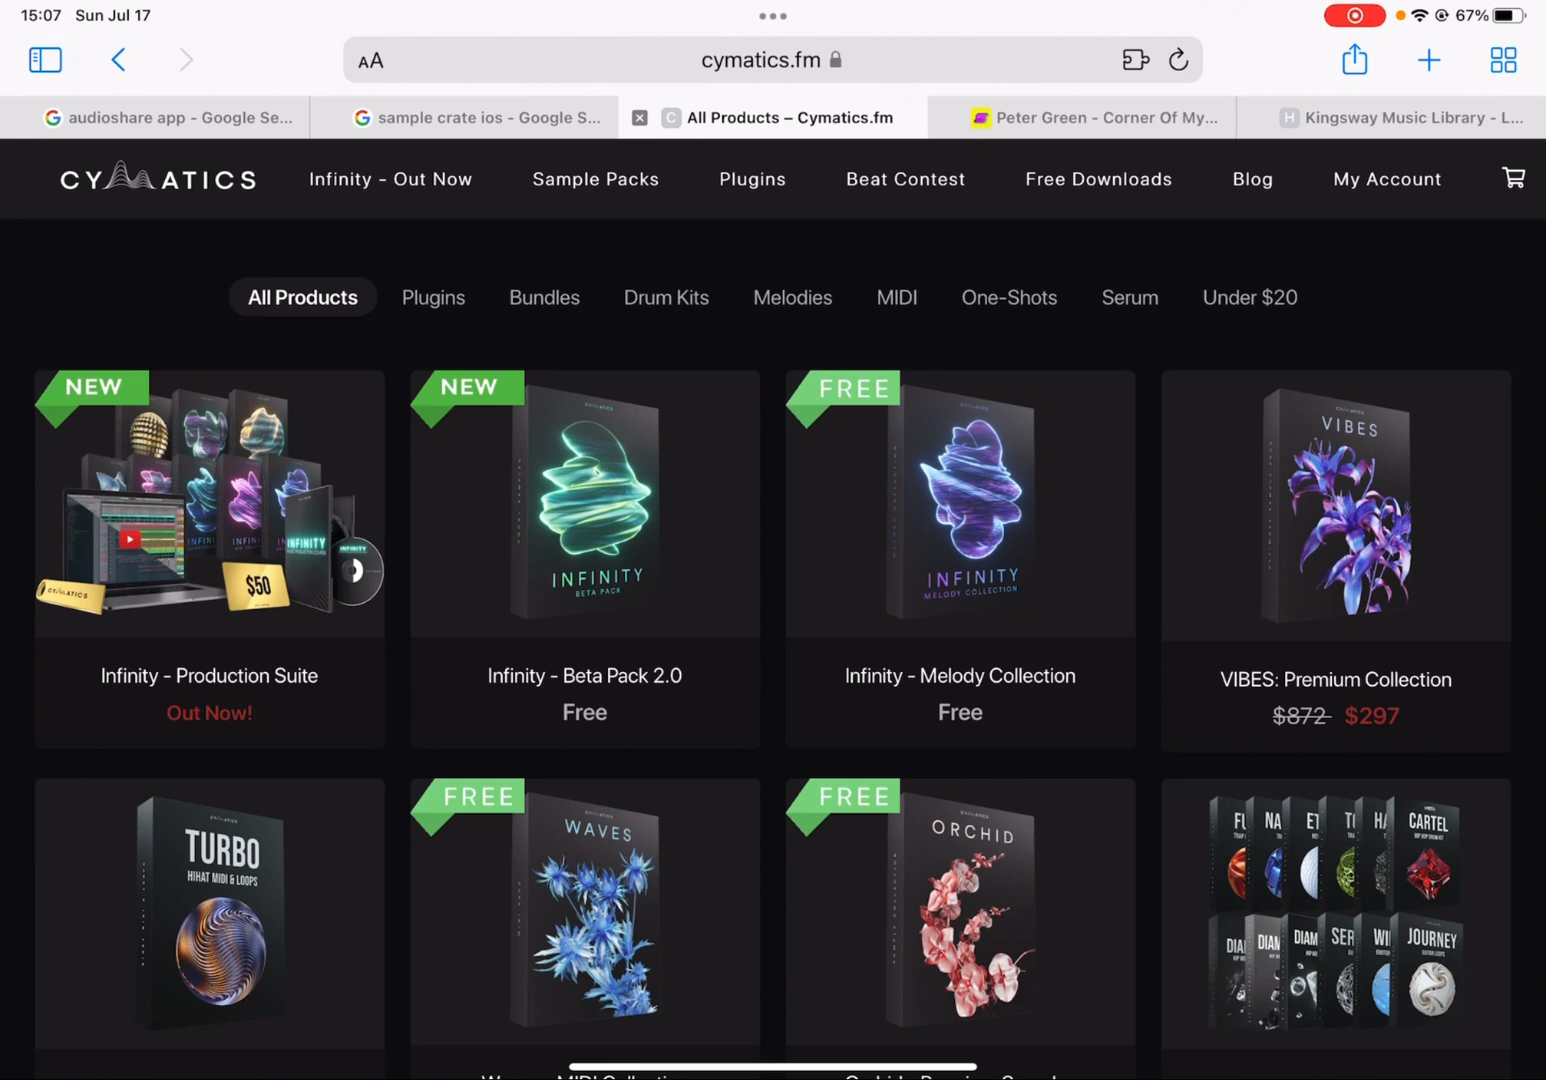 15:07 Sun Jul 17
67%
AA
cymatics.fm
audioshare app - Google Se...
sample crate ios - Google S...
C All Products – Cymatics.fm
Peter Green - Corner Of My...
H Kingsway Music Library - L...
CYMATICS
Infinity - Out Now
Sample Packs
Plugins
Beat Contest
Free Downloads
Blog
My Account
All Products
Plugins
Bundles
Drum Kits
Melodies
MIDI
One-Shots
Serum
Under $20
NEW
INFINITY
$50
CYMATICS
Infinity - Production Suite
Out Now!
NEW
INFINITY
BETA PACK
Infinity - Beta Pack 2.0
Free
FREE
INFINITY
MELODY COLLECTION
Infinity - Melody Collection
Free
VIBES
VIBES: Premium Collection
$872 $297
TURBO
HIHAT MIDI & LOOPS
FREE
WAVES
FREE
ORCHID
CARTEL
JOURNEY